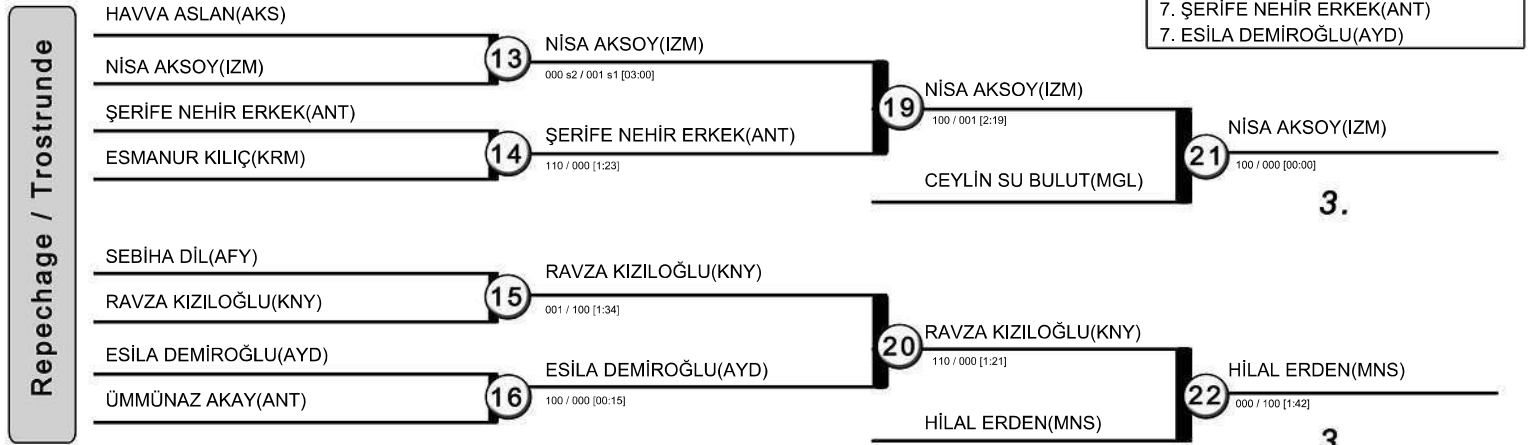 7. ŞERİFE NEHİR ERKEK(ANT)
7. ESİLA DEMİROĞLU(AYD)
Repechage / Trostrunde
HAVVA ASLAN(AKS)
NİSA AKSOY(IZM)
13
NİSA AKSOY(IZM)
000 s2 / 001 s1 [03:00]
ŞERİFE NEHİR ERKEK(ANT)
ESMANUR KILIÇ(KRM)
14
ŞERİFE NEHİR ERKEK(ANT)
110 / 000 [1:23]
19
NİSA AKSOY(IZM)
100 / 001 [2:19]
CEYLİN SU BULUT(MGL)
21
NİSA AKSOY(IZM)
100 / 000 [00:00]
3.
SEBİHA DİL(AFY)
RAVZA KIZILOĞLU(KNY)
15
RAVZA KIZILOĞLU(KNY)
001 / 100 [1:34]
ESİLA DEMİROĞLU(AYD)
ÜMMÜNAZ AKAY(ANT)
16
ESİLA DEMİROĞLU(AYD)
100 / 000 [00:15]
20
RAVZA KIZILOĞLU(KNY)
110 / 000 [1:21]
HİLAL ERDEN(MNS)
22
HİLAL ERDEN(MNS)
000 / 100 [1:42]
3.